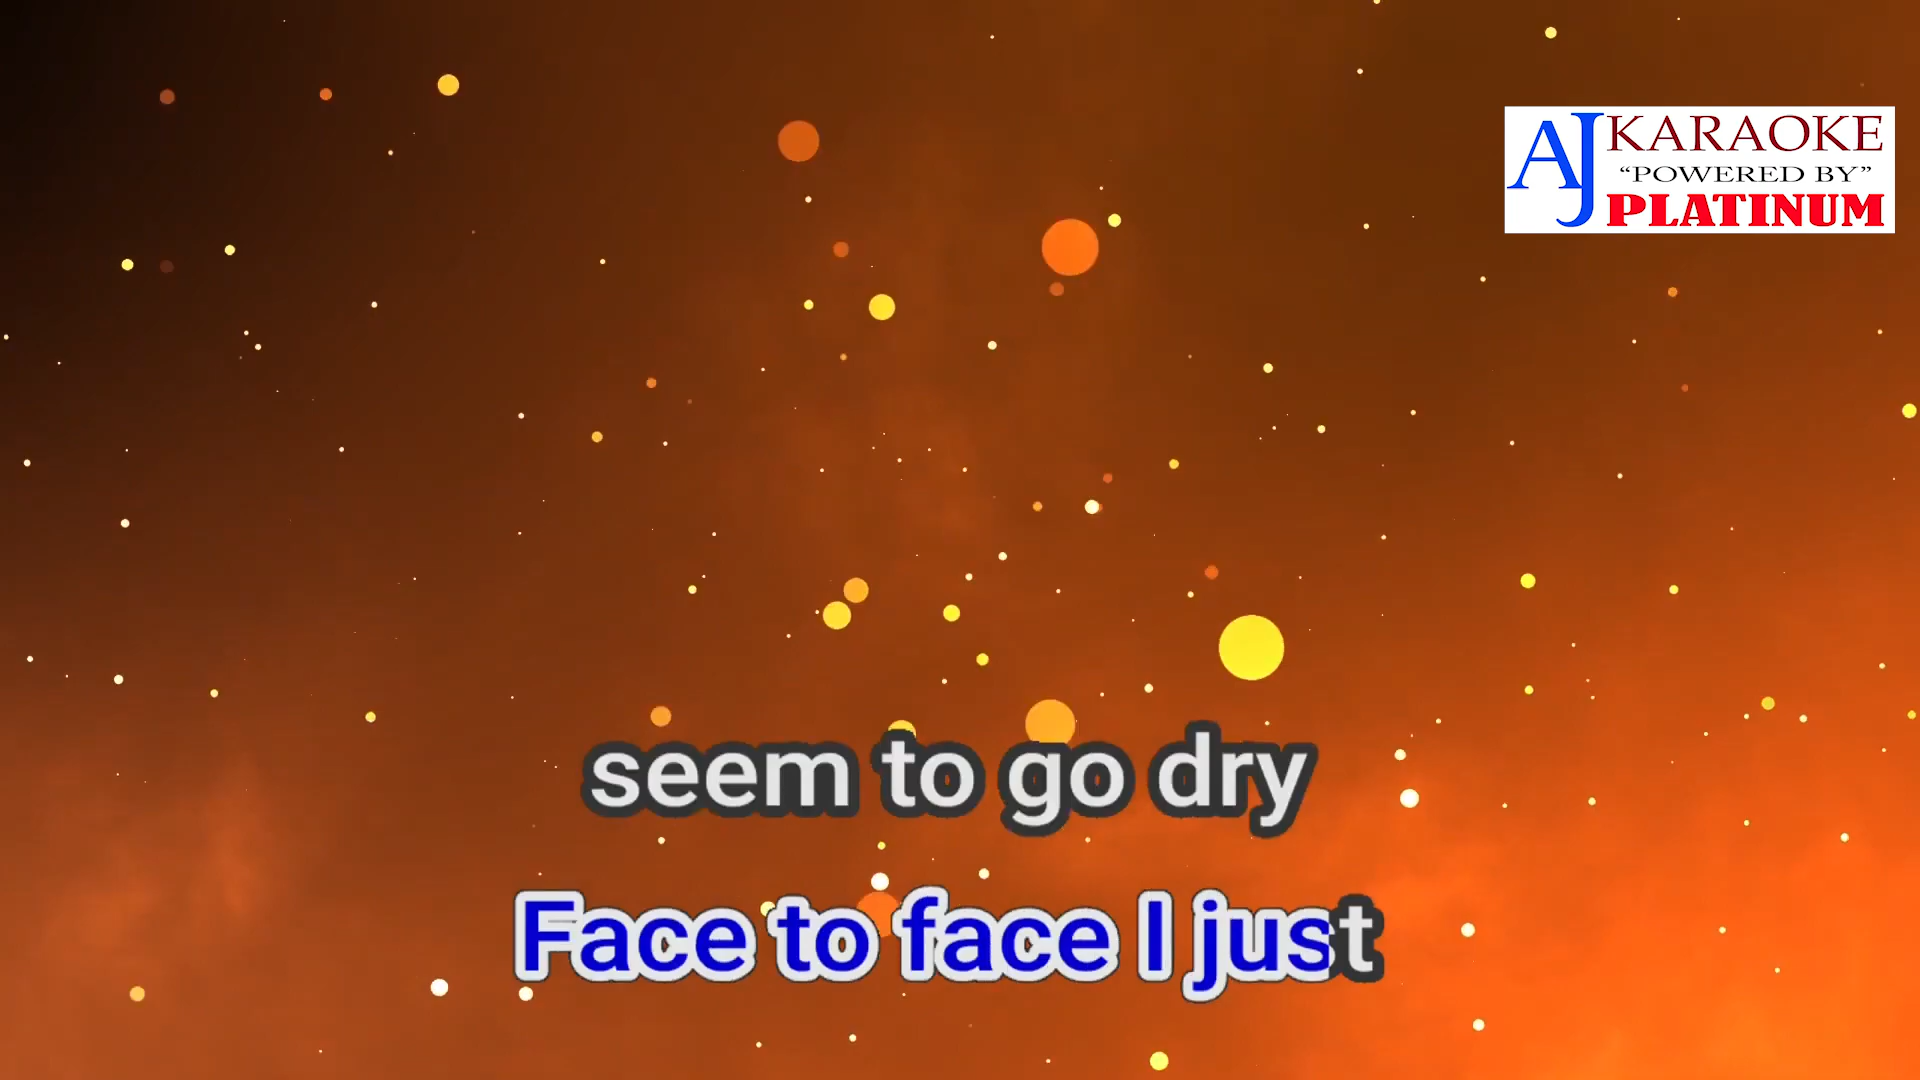 AJ KARAOKE
"POWERED BY"
PLATINUM
seem to go dry
Face to face I just